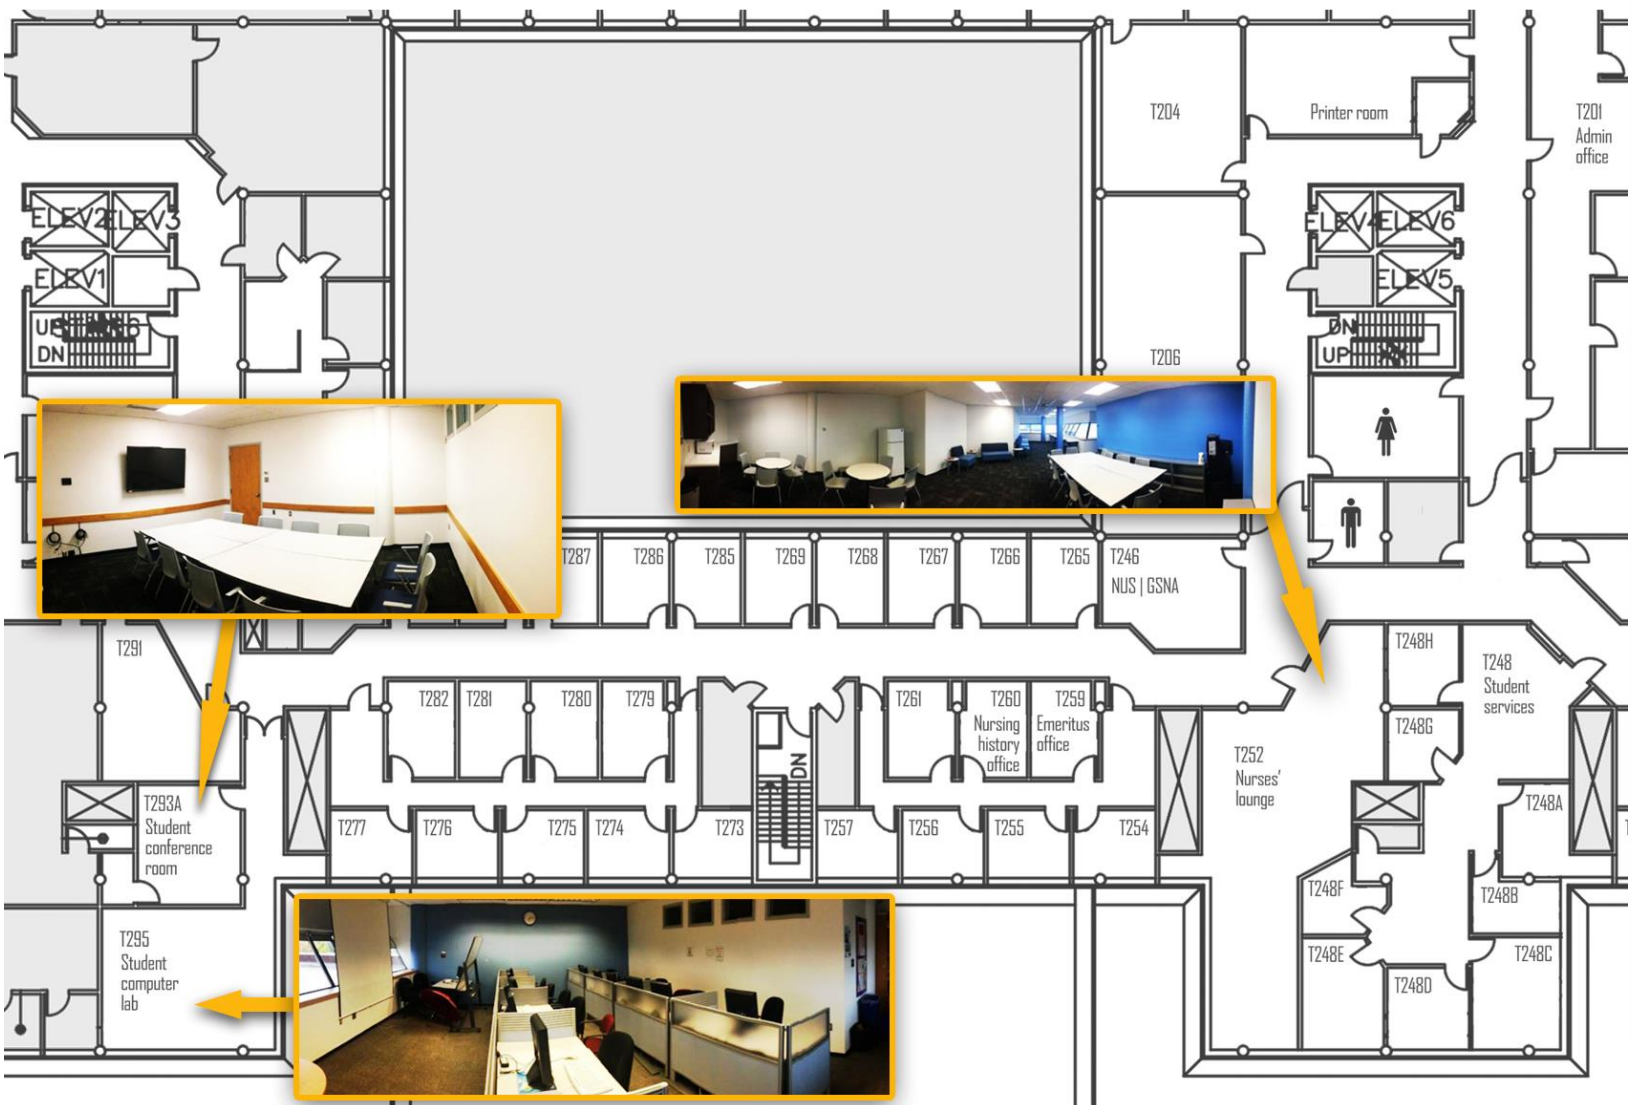 T204
Printer room
T201
Admin
office
ELEV2
ELEV3
ELEV1
UP
DN
ELEV4
ELEV6
ELEV5
DN
UP
T206
T287
T286
T285
T269
T268
T267
T266
T265
T246
NUS | GSNA
T291
T248H
T248
Student
services
T282
T281
T280
T279
T261
T260
Nursing
history
office
T259
Emeritus
office
T248G
T252
Nurses'
lounge
DN
T293A
Student
conference
room
T277
T276
T275
T274
T273
T257
T256
T255
T254
T248A
T248F
T248B
T295
Student
computer
lab
T248E
T248D
T248C